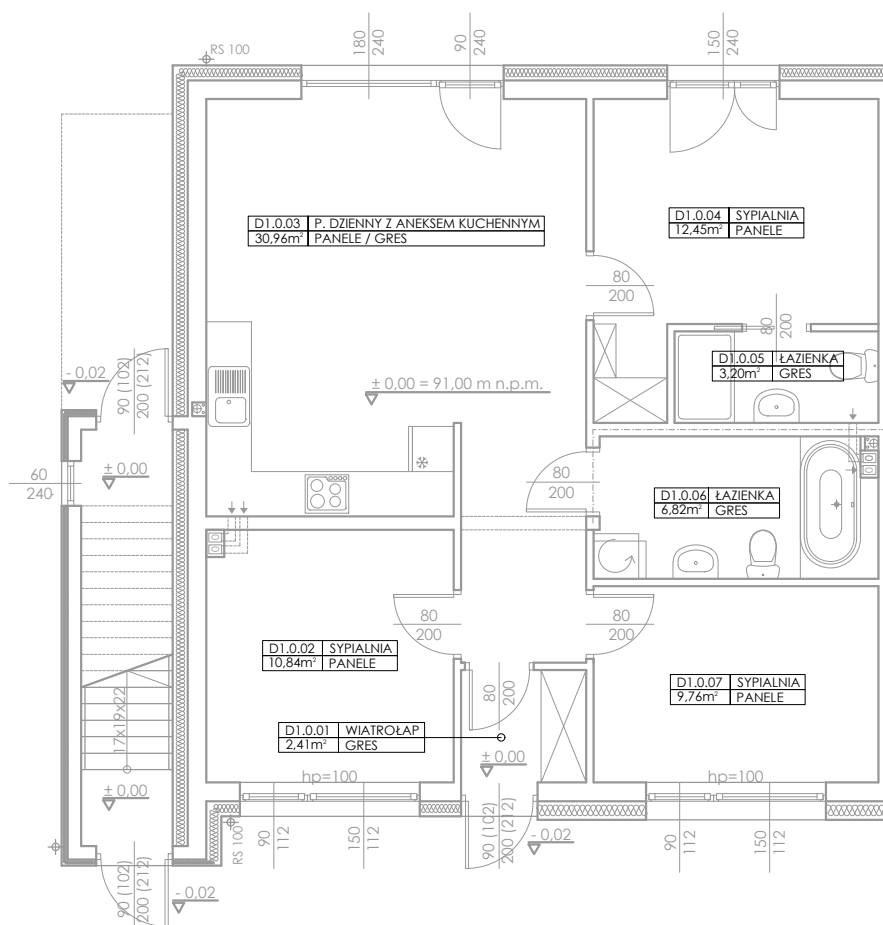 RS 100
180
240
90
240
150
240
D1.0.03 P. DZIENNY Z ANEKSEM KUCHENNYM
30,96m² PANELE / GRES
D1.0.04 SYPIALNIA
12,45m² PANELE
80
200
80
200
D1.0.05 ŁAZIENKA
3,20m² GRES
- 0,02
90 (102)
200 (212)
± 0,00 = 91,00 m n.p.m.
± 0,00
60
240
80
200
D1.0.06 ŁAZIENKA
6,82m² GRES
80
200
80
200
D1.0.02 SYPIALNIA
10,84m² PANELE
D1.0.07 SYPIALNIA
9,76m² PANELE
17x19x22
80
200
D1.0.01 WIATROŁAP
2,41m² GRES
± 0,00
± 0,00
hp=100
hp=100
90
112
150
112
90 (102)
200 (212)
- 0,02
90
112
150
112
RS 100
90 (102)
200 (212)
- 0,02